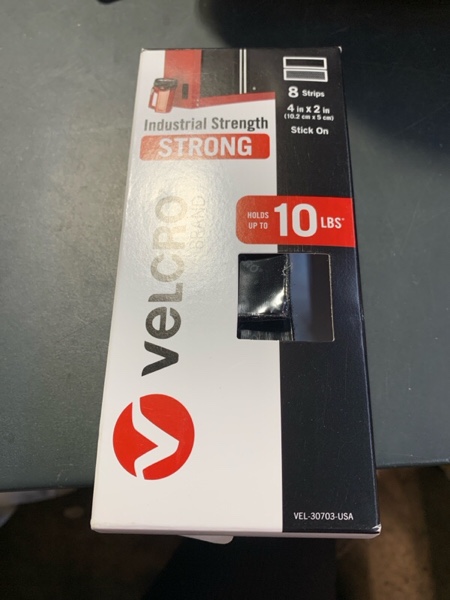 8 Strips
4 in x 2 in
(10.2 cm x 5 cm)
Stick On
Industrial Strength
STRONG
HOLDS
UP TO
10 LBS*
VELCRO®
BRAND
VEL-30703-USA